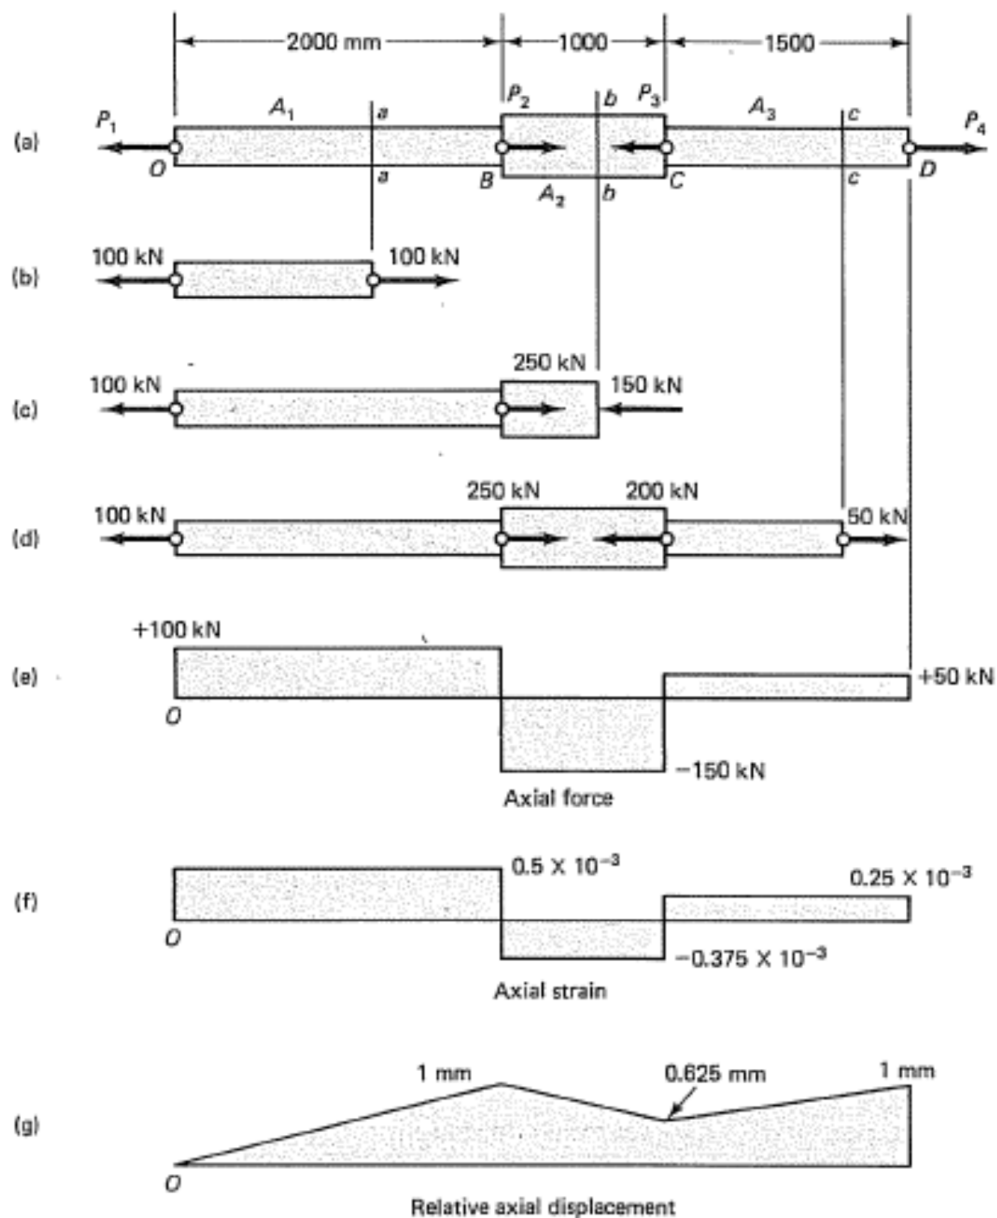 2000 mm 1000 1500
P₁ A₁ a P₂ b P₃ A₃ c P₄
(a)
O a B A₂ b C c D
100 kN 100 kN
(b)
250 kN
100 kN 150 kN
(c)
250 kN 200 kN
100 kN 50 kN
(d)
+100 kN
(e) +50 kN
O
−150 kN
Axial force
0.5 X 10⁻³ 0.25 X 10⁻³
(f)
O
−0.375 X 10⁻³
Axial strain
1 mm 0.625 mm 1 mm
(g)
O
Relative axial displacement